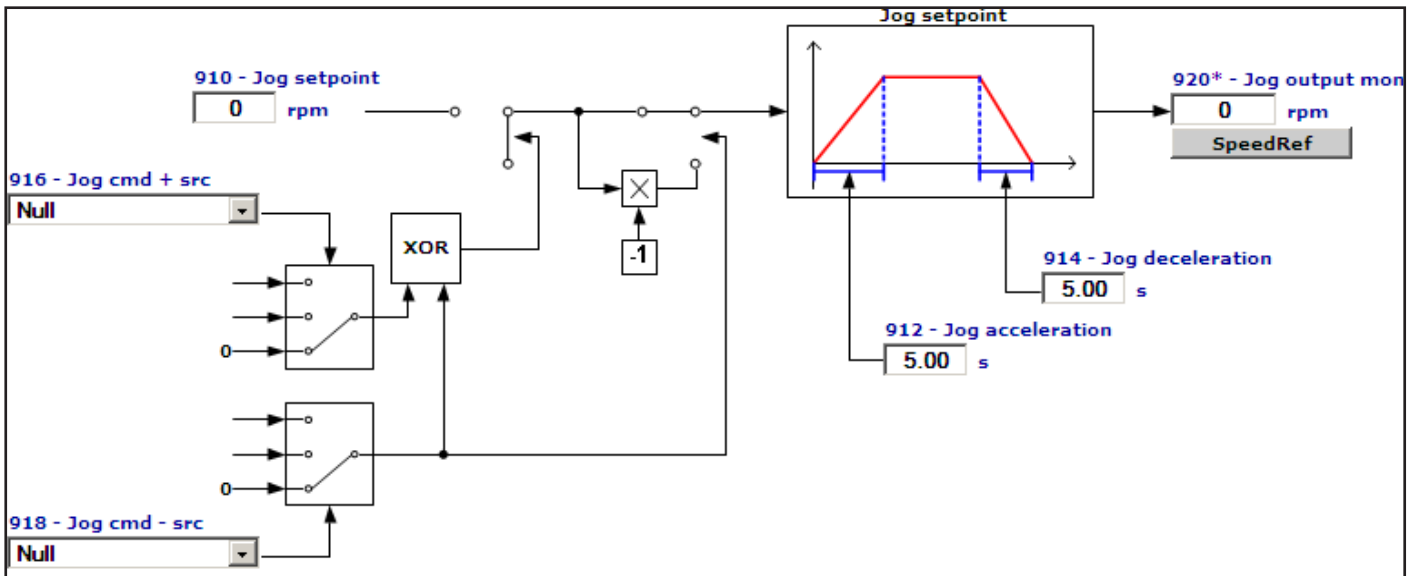 Jog setpoint
910 - Jog setpoint
0 rpm
920* - Jog output mon
0 rpm
SpeedRef
916 - Jog cmd + src
Null
XOR
-1
0
914 - Jog deceleration
5.00 s
912 - Jog acceleration
5.00 s
0
918 - Jog cmd - src
Null